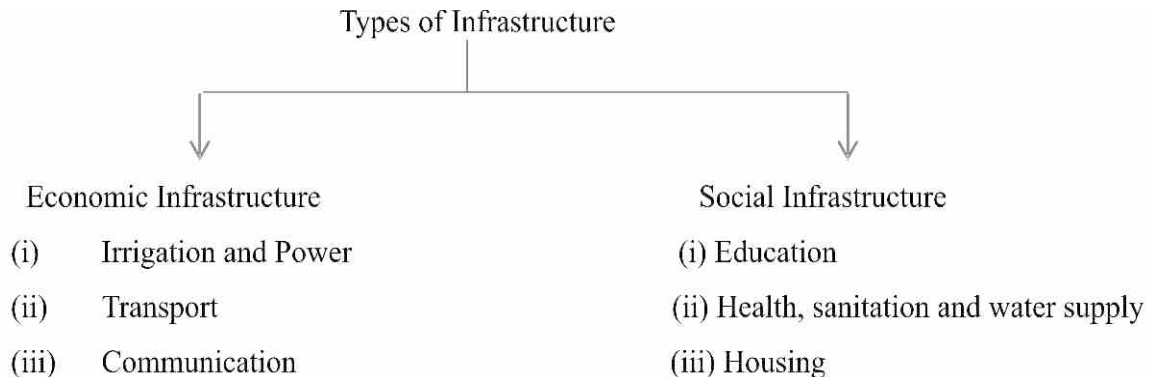 Types of Infrastructure
Economic Infrastructure
(i) Irrigation and Power
(ii) Transport
(iii) Communication
Social Infrastructure
(i) Education
(ii) Health, sanitation and water supply
(iii) Housing